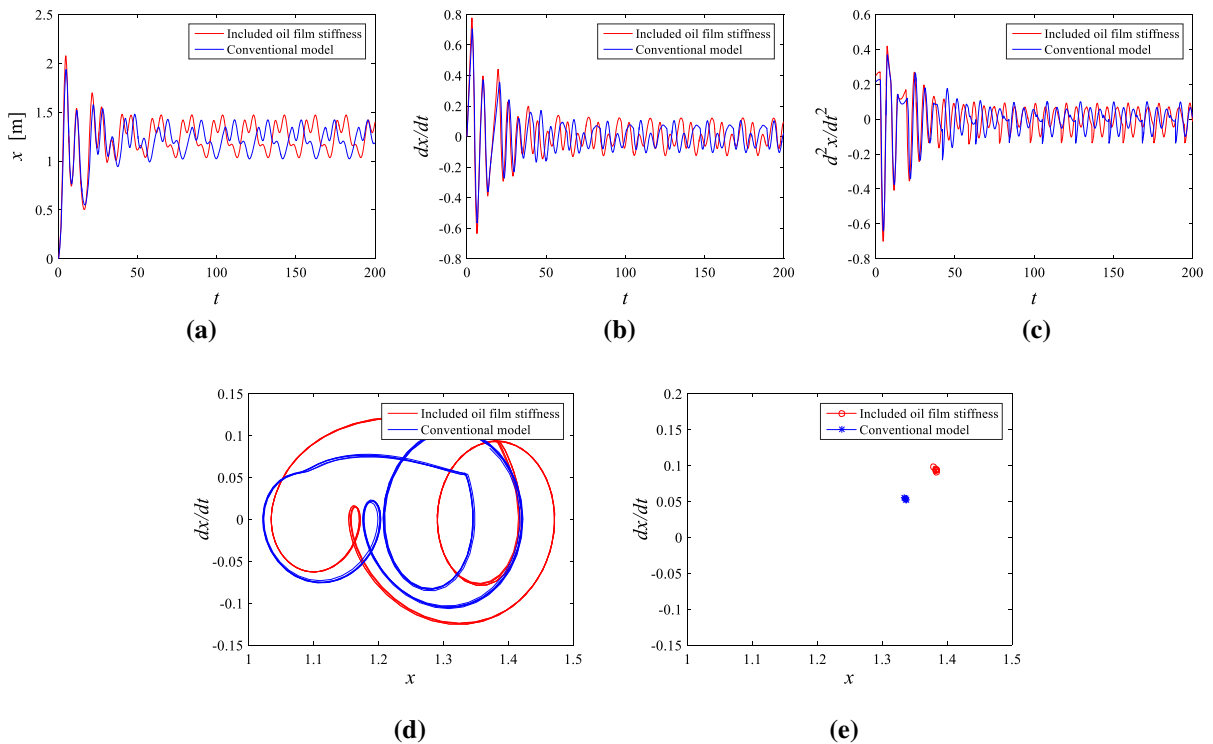 Included oil film stiffness
Conventional model
2.5
2
1.5
1
0.5
0
x [m]
0 50 100 150 200
t
(a)
Included oil film stiffness
Conventional model
0.8
0.6
0.4
0.2
0
-0.2
-0.4
-0.6
-0.8
dx/dt
0 50 100 150 200
t
(b)
Included oil film stiffness
Conventional model
0.6
0.4
0.2
0
-0.2
-0.4
-0.6
-0.8
d²x/dt²
0 50 100 150 200
t
(c)
Included oil film stiffness
Conventional model
0.15
0.1
0.05
0
-0.05
-0.1
-0.15
dx/dt
1 1.1 1.2 1.3 1.4 1.5
x
(d)
Included oil film stiffness
Conventional model
0.2
0.15
0.1
0.05
0
-0.05
-0.1
-0.15
dx/dt
1 1.1 1.2 1.3 1.4 1.5
x
(e)